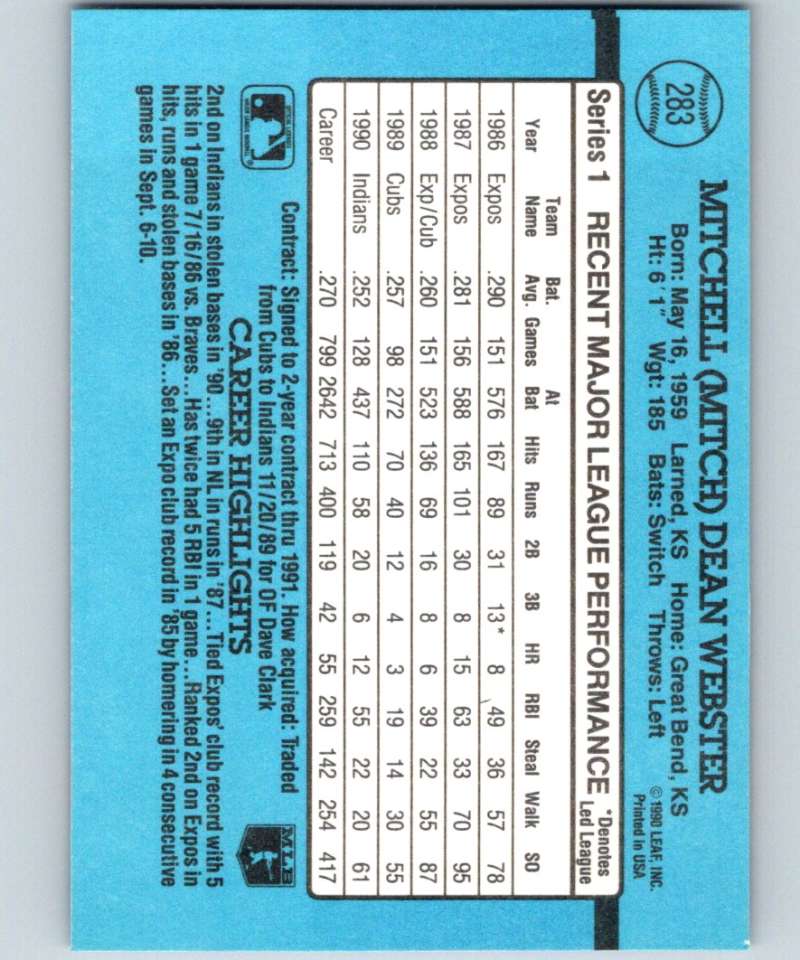 283
MITCHELL (MITCH) DEAN WEBSTER
Born: May 16, 1959 Larned, KS Home: Great Bend, KS
Ht: 6'1" Wgt: 185 Bats: Switch Throws: Left
©1990 LEAF, INC.
Printed in USA
Series 1 RECENT MAJOR LEAGUE PERFORMANCE *Denotes Led League
Year Team Name Bat. Avg. Games At Bat Hits Runs 2B 3B HR RBI Steal Walk SO
1986 Expos .290 151 576 167 89 31 13* 8 49 36 57 78
1987 Expos .281 156 588 165 101 30 8 15 63 33 70 95
1988 Exp/Cub .260 151 523 136 69 16 8 6 39 22 55 87
1989 Cubs .257 98 272 70 40 12 4 3 19 14 30 55
1990 Indians .252 128 437 110 58 20 6 12 55 22 20 61
Career .270 799 2642 713 400 119 42 55 259 142 254 417
OFFICIAL LICENSEE
MAJOR LEAGUE BASEBALL
Contract: Signed to 2-year contract thru 1991. How acquired: Traded
from Cubs to Indians 11/20/89 for OF Dave Clark
MLB
CAREER HIGHLIGHTS
2nd on Indians in stolen bases in '90...9th in NL in runs in '87...Tied Expos' club record with 5
hits in 1 game 7/16/86 vs. Braves...Has twice had 5 RBI in 1 game...Ranked 2nd on Expos in
hits, runs and stolen bases in '86...Set an Expo club record in '85 by homering in 4 consecutive
games in Sept. 6-10.